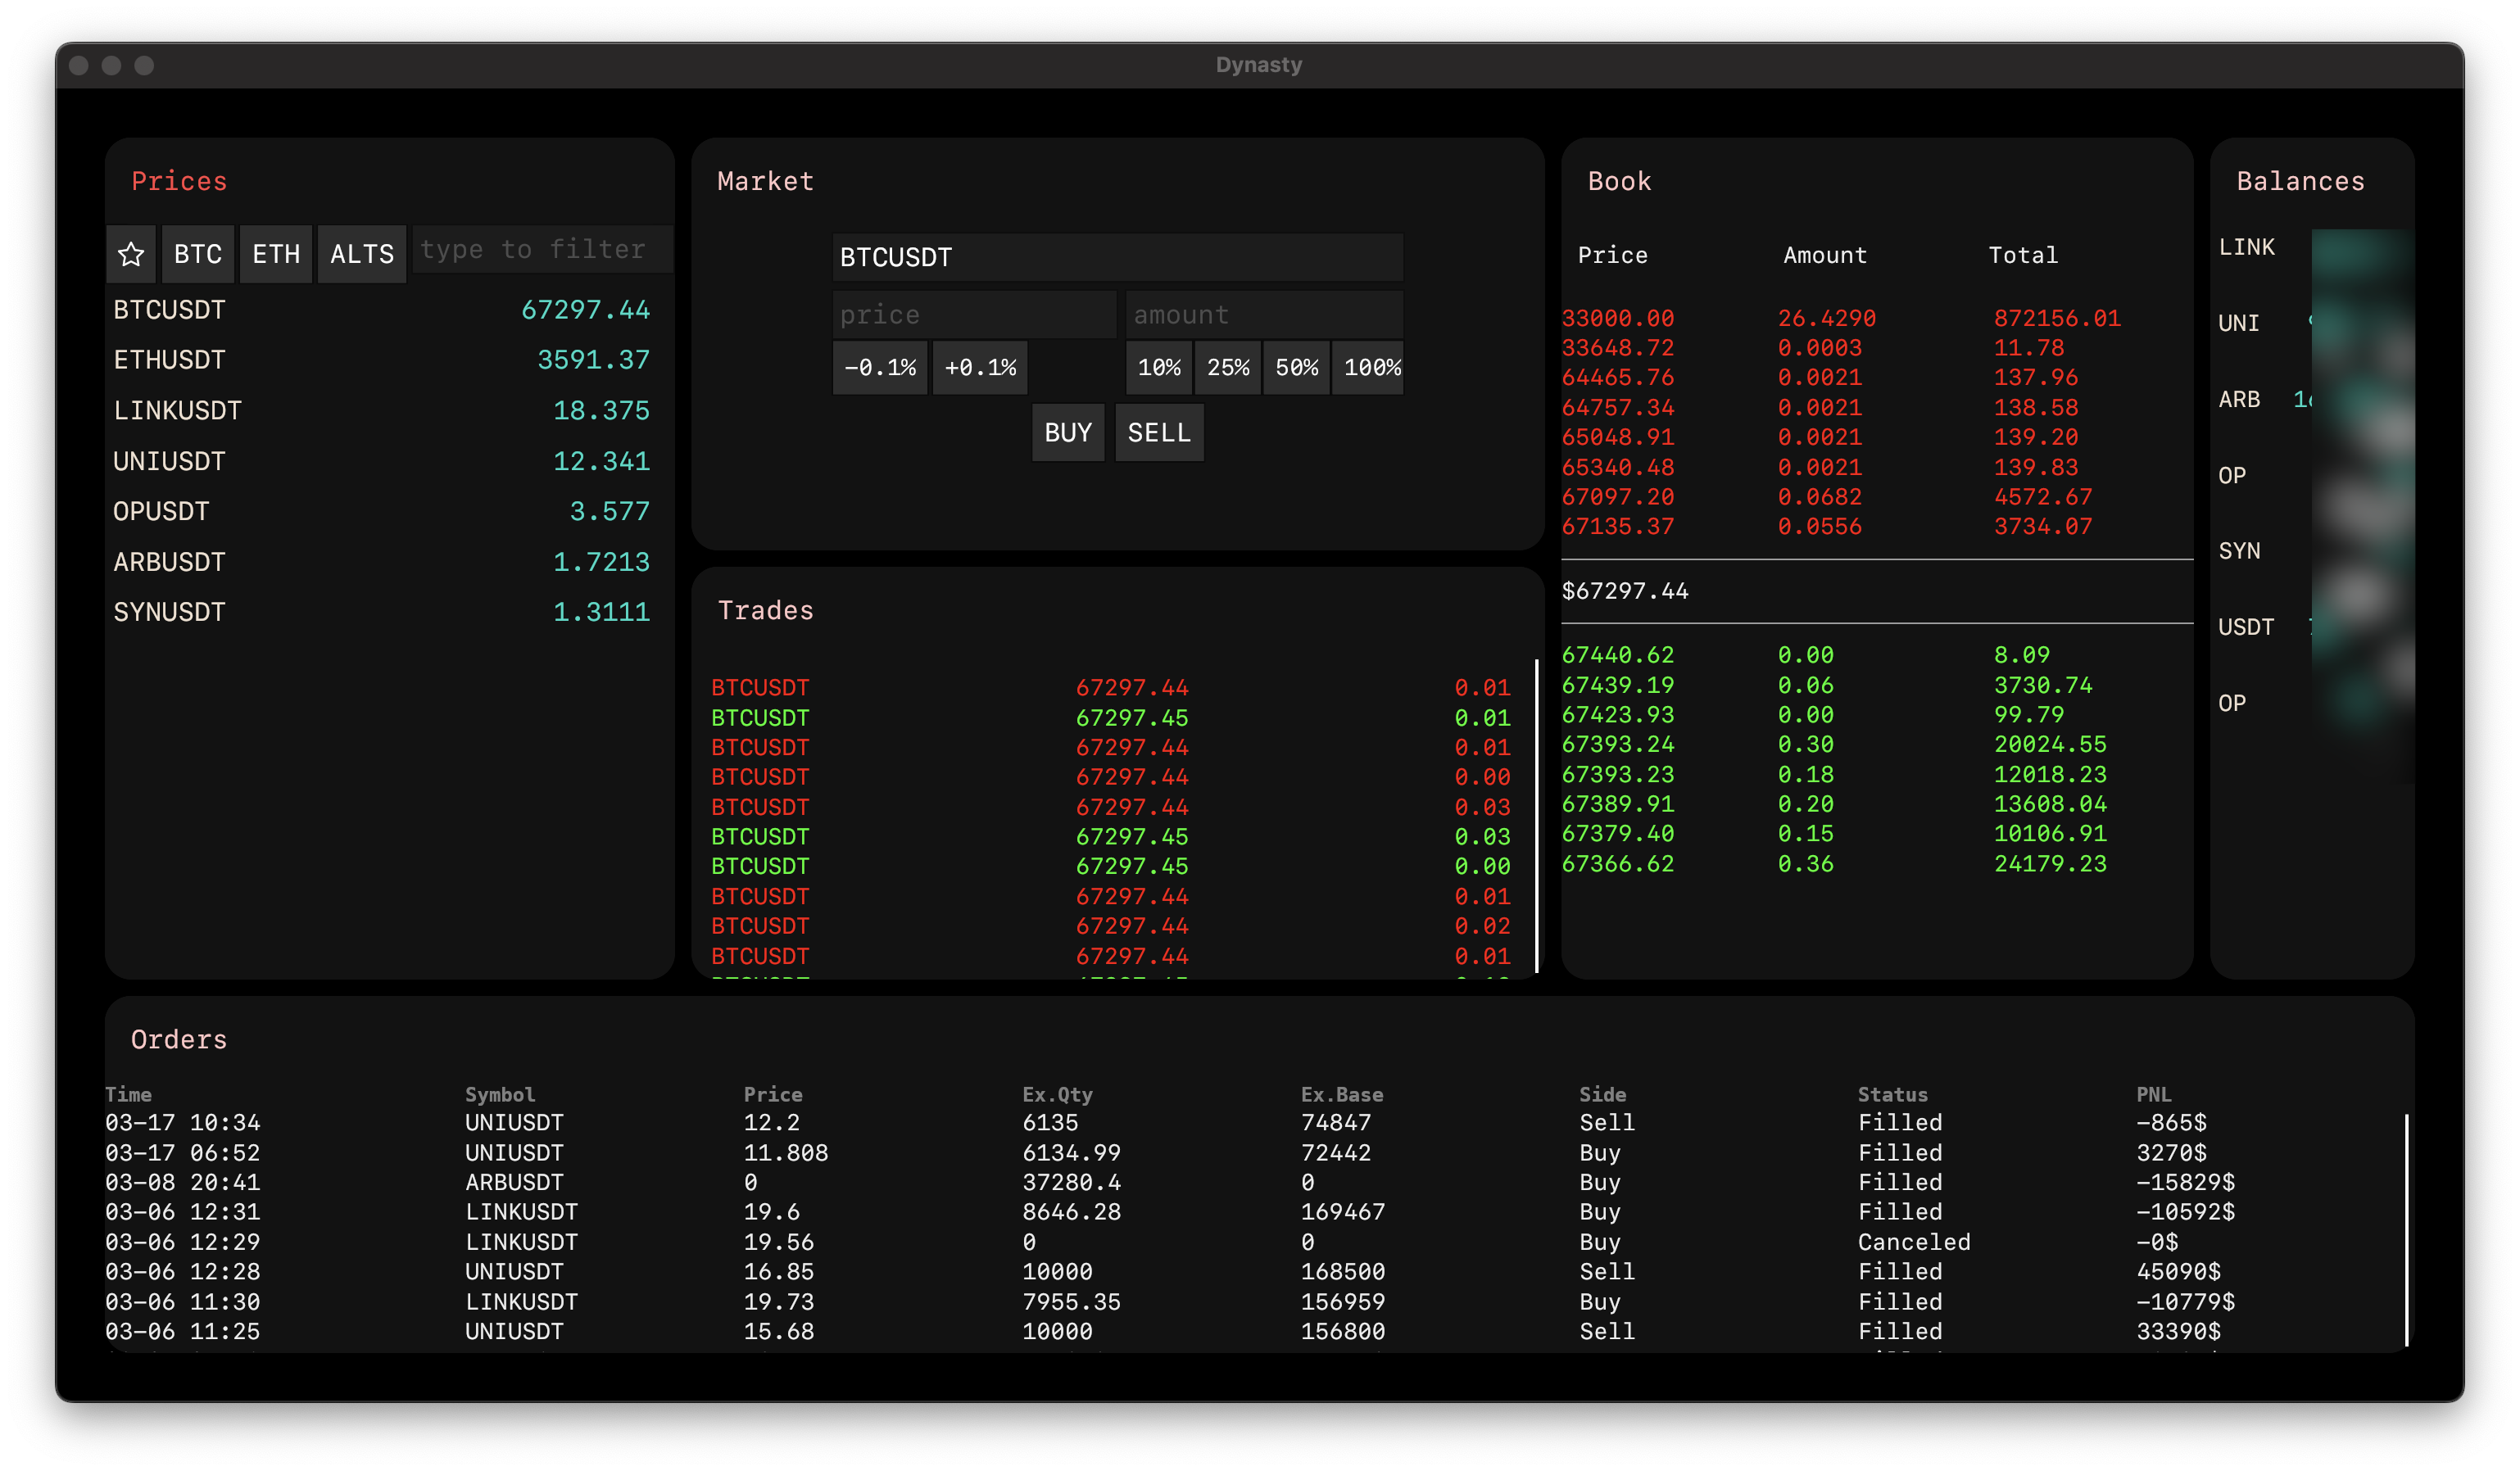 Dynasty
Prices
BTC ETH ALTS type to filter
BTCUSDT 67297.44
ETHUSDT 3591.37
LINKUSDT 18.375
UNIUSDT 12.341
OPUSDT 3.577
ARBUSDT 1.7213
SYNUSDT 1.3111
Market
BTCUSDT
price amount
−0.1% +0.1% 10% 25% 50% 100%
BUY SELL
Trades
BTCUSDT 67297.44 0.01
BTCUSDT 67297.45 0.01
BTCUSDT 67297.44 0.01
BTCUSDT 67297.44 0.00
BTCUSDT 67297.44 0.03
BTCUSDT 67297.45 0.03
BTCUSDT 67297.45 0.00
BTCUSDT 67297.44 0.01
BTCUSDT 67297.44 0.02
BTCUSDT 67297.44 0.01
Book
Price Amount Total
33000.00 26.4290 872156.01
33648.72 0.0003 11.78
64465.76 0.0021 137.96
64757.34 0.0021 138.58
65048.91 0.0021 139.20
65340.48 0.0021 139.83
67097.20 0.0682 4572.67
67135.37 0.0556 3734.07
$67297.44
67440.62 0.00 8.09
67439.19 0.06 3730.74
67423.93 0.00 99.79
67393.24 0.30 20024.55
67393.23 0.18 12018.23
67389.91 0.20 13608.04
67379.40 0.15 10106.91
67366.62 0.36 24179.23
Balances
LINK
UNI
ARB
OP
SYN
USDT
OP
Orders
Time Symbol Price Ex.Qty Ex.Base Side Status PNL
03−17 10:34 UNIUSDT 12.2 6135 74847 Sell Filled −865$
03−17 06:52 UNIUSDT 11.808 6134.99 72442 Buy Filled 3270$
03−08 20:41 ARBUSDT 0 37280.4 0 Buy Filled −15829$
03−06 12:31 LINKUSDT 19.6 8646.28 169467 Buy Filled −10592$
03−06 12:29 LINKUSDT 19.56 0 0 Buy Canceled −0$
03−06 12:28 UNIUSDT 16.85 10000 168500 Sell Filled 45090$
03−06 11:30 LINKUSDT 19.73 7955.35 156959 Buy Filled −10779$
03−06 11:25 UNIUSDT 15.68 10000 156800 Sell Filled 33390$